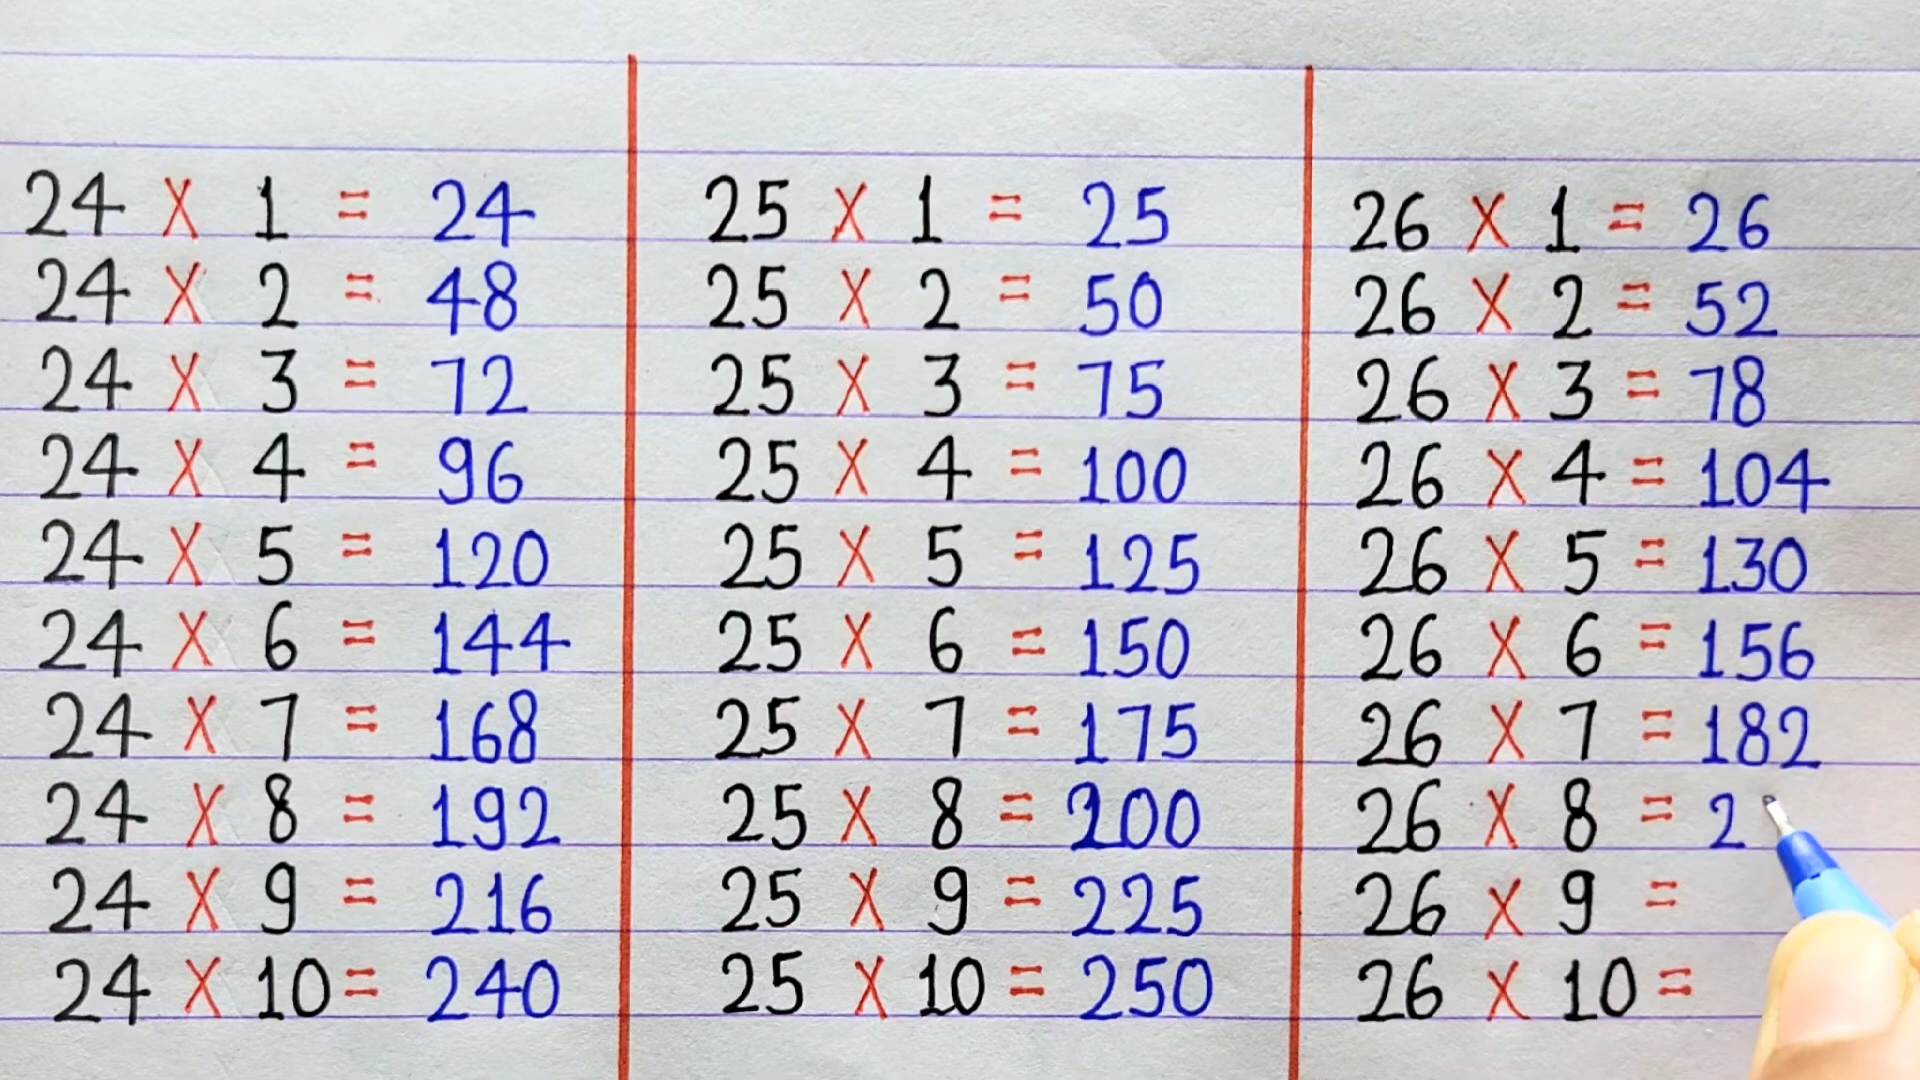 24 X 1 = 24
24 X 2 = 48
24 X 3 = 72
24 X 4 = 96
24 X 5 = 120
24 X 6 = 144
24 X 7 = 168
24 X 8 = 192
24 X 9 = 216
24 X 10 = 240
25 X 1 = 25
25 X 2 = 50
25 X 3 = 75
25 X 4 = 100
25 X 5 = 125
25 X 6 = 150
25 X 7 = 175
25 X 8 = 200
25 X 9 = 225
25 X 10 = 250
26 X 1 = 26
26 X 2 = 52
26 X 3 = 78
26 X 4 = 104
26 X 5 = 130
26 X 6 = 156
26 X 7 = 182
26 X 8 = 2
26 X 9 =
26 X 10 =